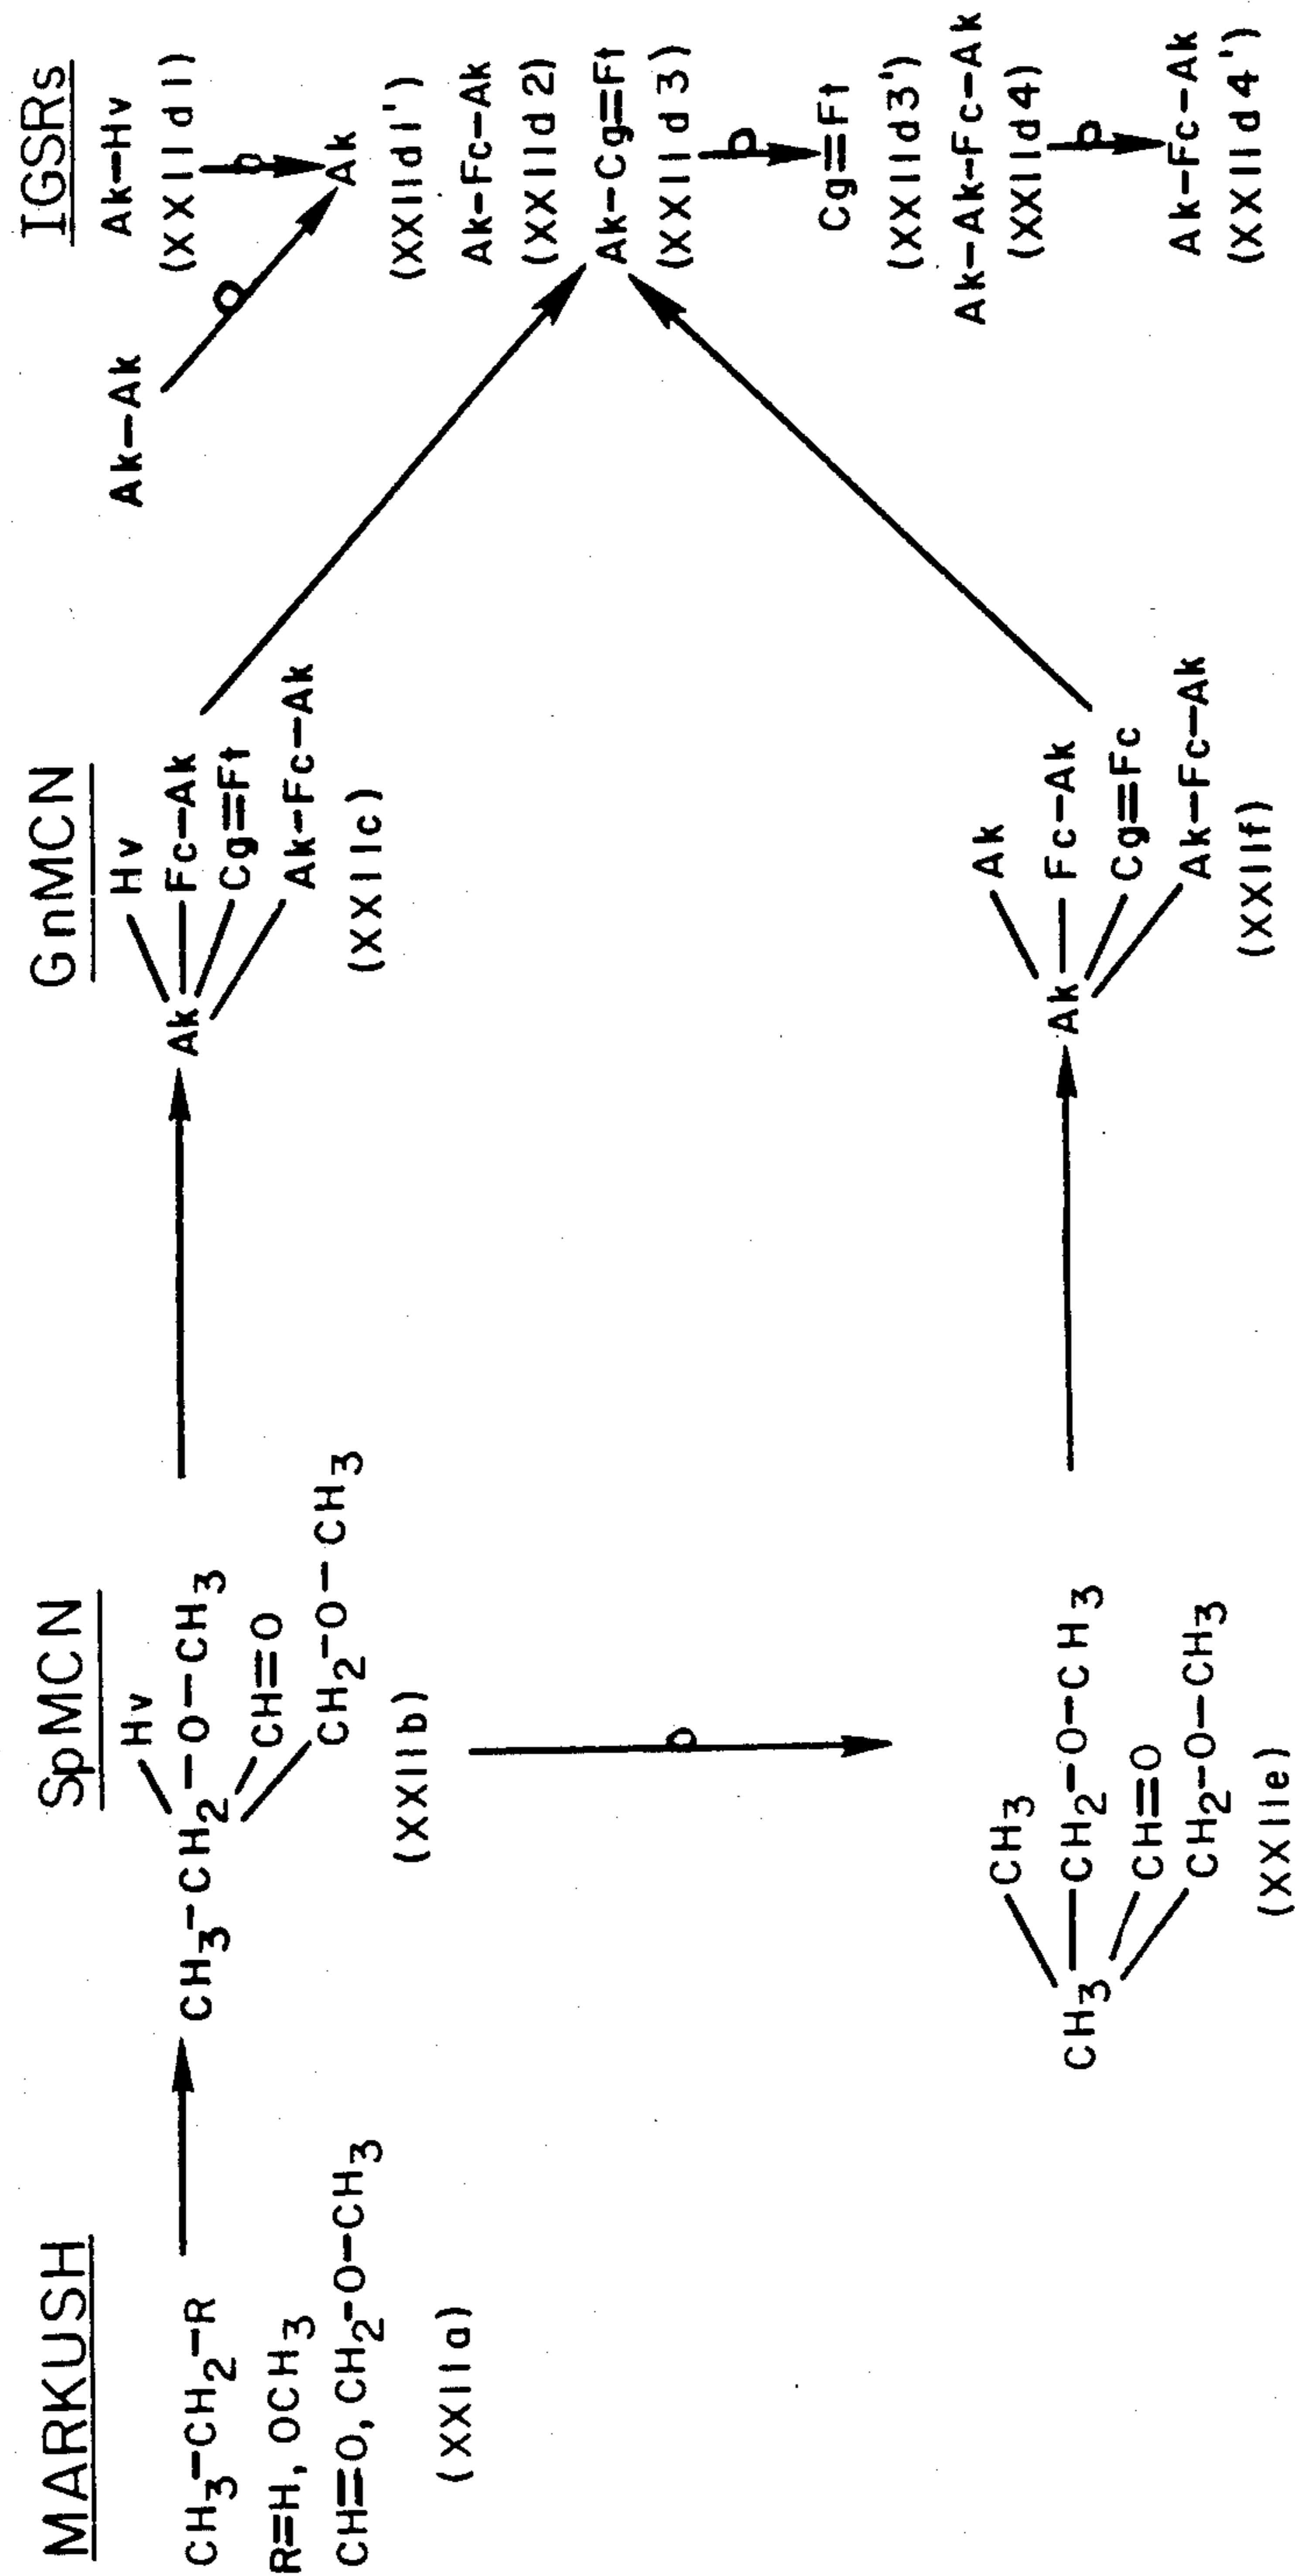 MARKUSH
CH3-CH2-R
R=H, OCH3
CH=O, CH2-O-CH3
(XXIIa)
SpMCN
Hv
CH3-CH2-O-CH3
CH=O
CH2-O-CH3
(XXIIb)
b
CH3
CH3-CH2-O-CH3
CH=O
CH2-O-CH3
(XXIIe)
GnMCN
Hv
Ak-Fc-Ak
Cg=Ft
Ak-Fc-Ak
(XXIIc)
Ak
Ak-Fc-Ak
Cg=Fc
Ak-Fc-Ak
(XXIIf)
Ak-Ak
b
IGSRs
Ak-Hv
(XXIId1)
b
Ak
(XXIId1')
Ak-Fc-Ak
(XXIId2)
Ak-Cg=Ft
(XXIId3)
b
Cg=Ft
(XXIId3')
Ak-Ak-Fc-Ak
(XXIId4)
b
Ak-Fc-Ak
(XXIId4')